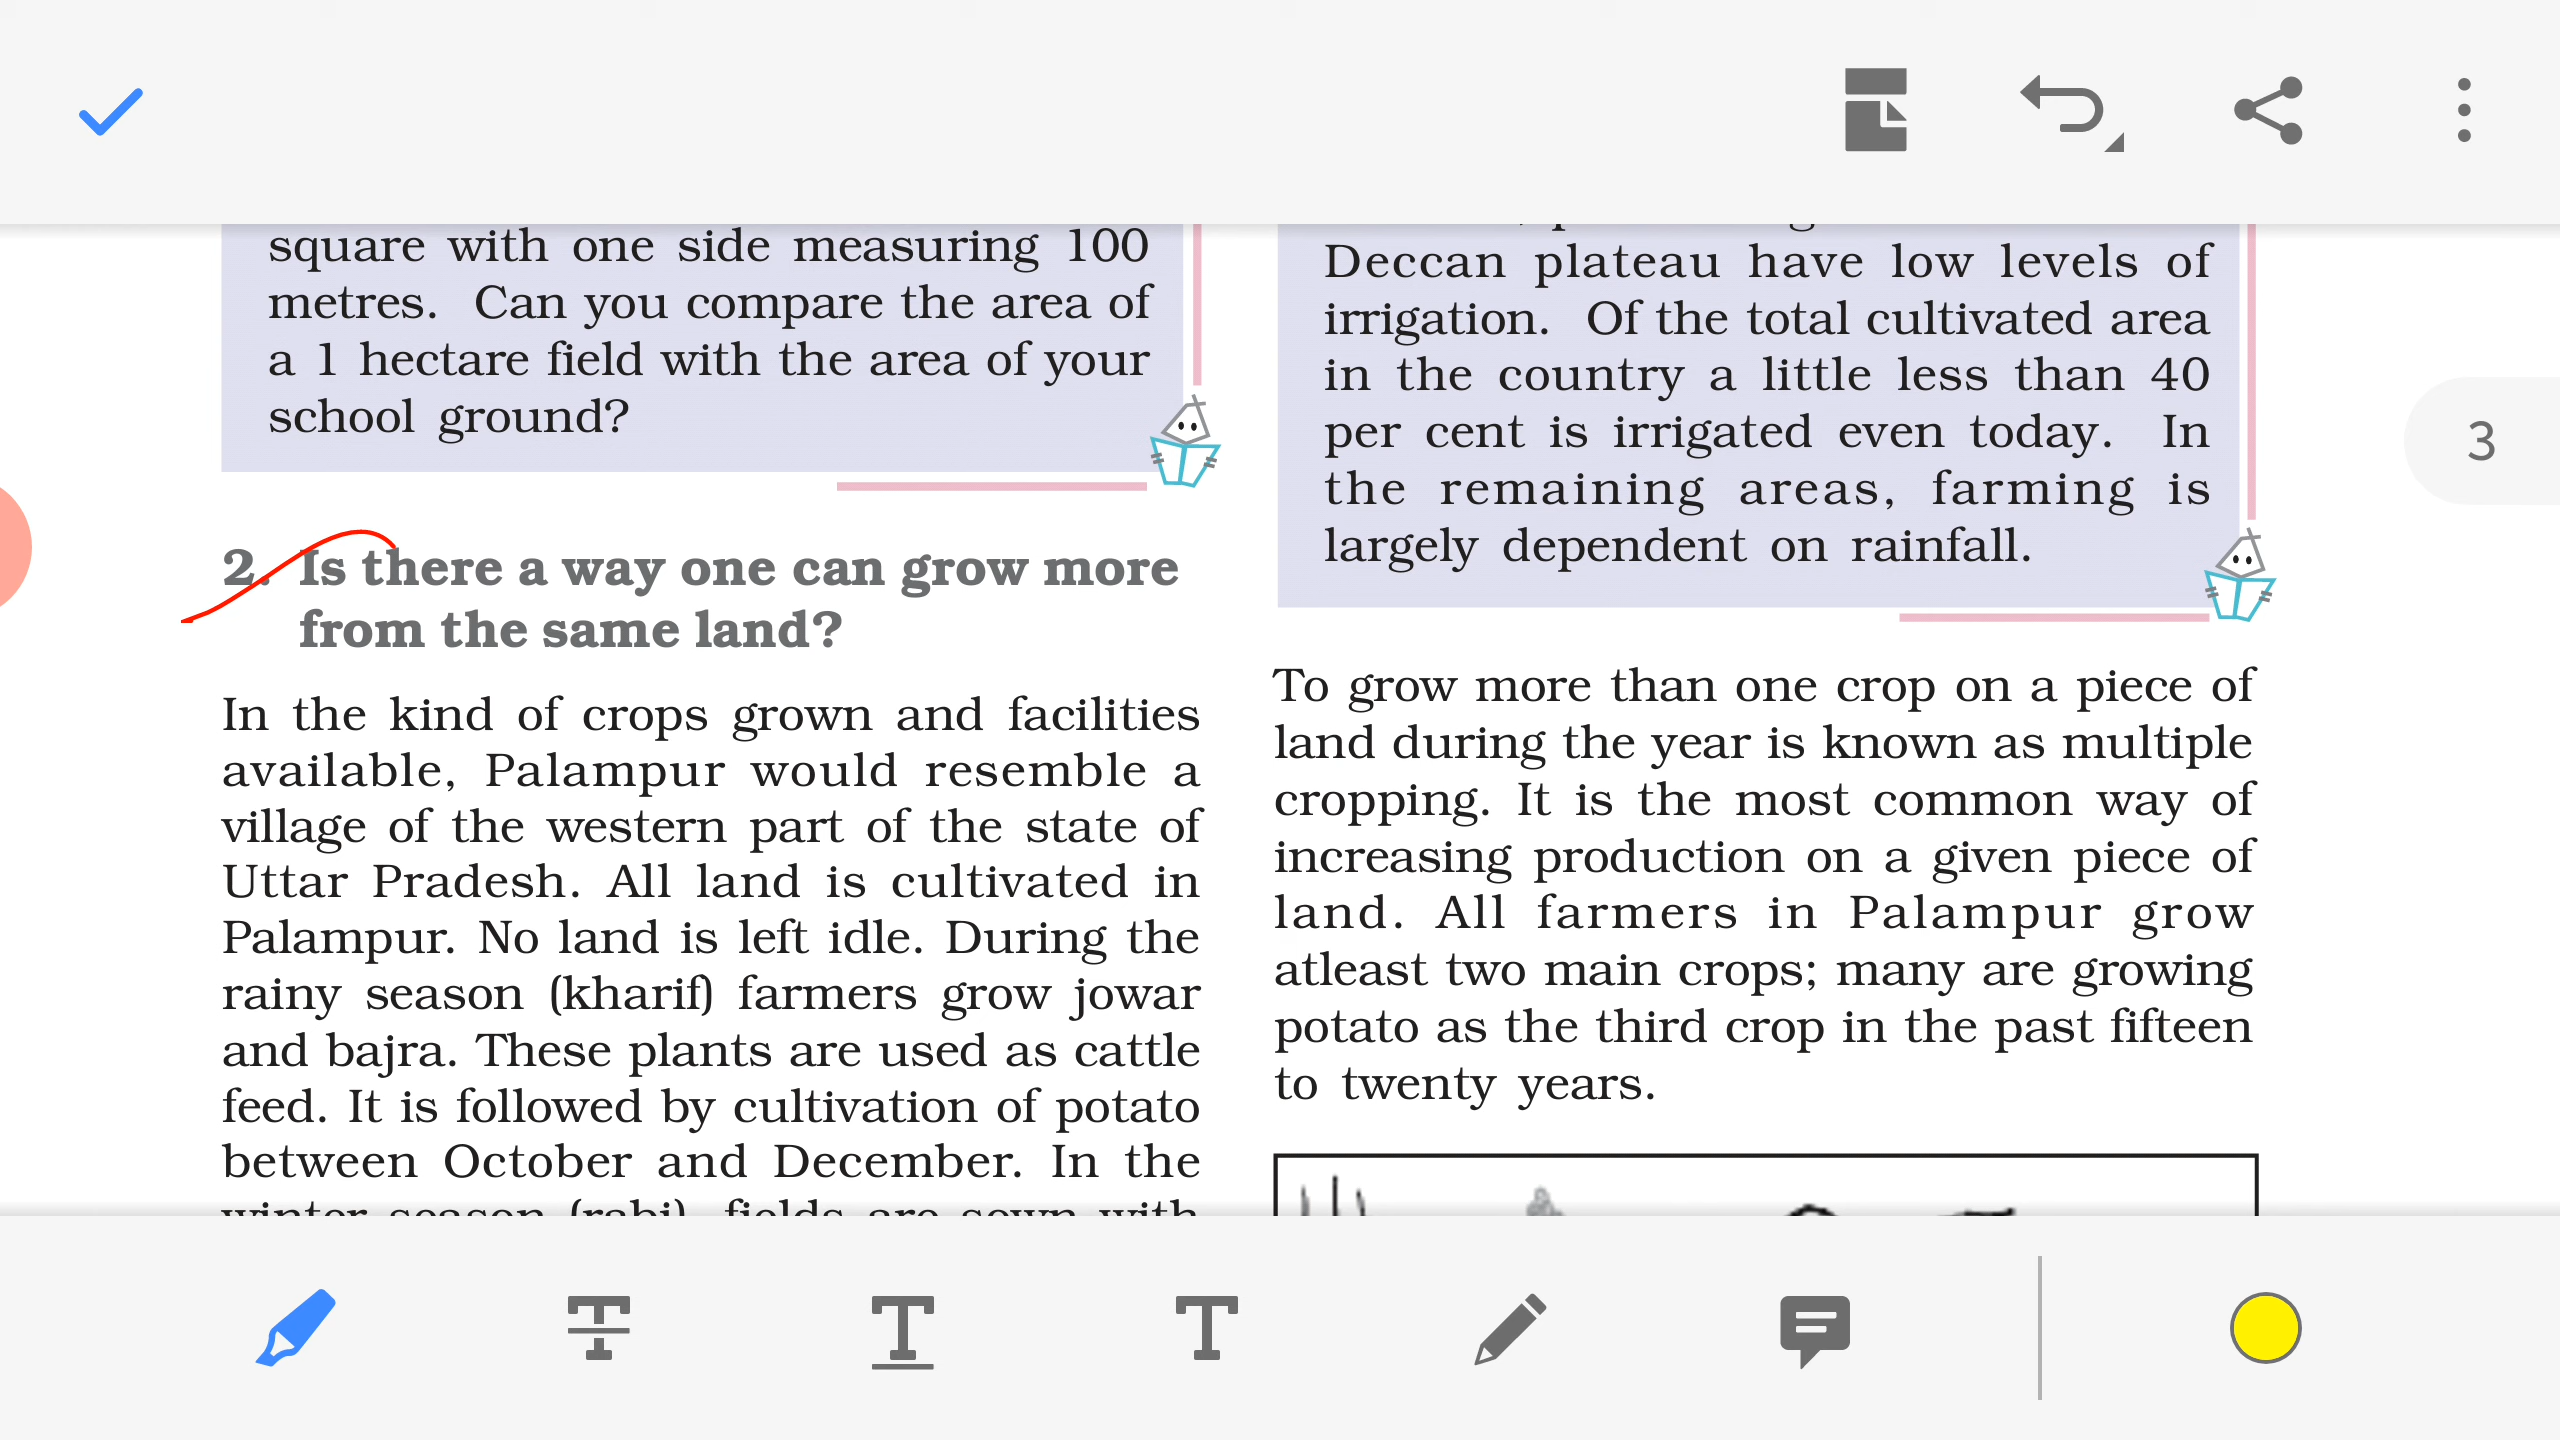 square with one side measuring 100
metres. Can you compare the area of
a 1 hectare field with the area of your
school ground?
2. Is there a way one can grow more
from the same land?
In the kind of crops grown and facilities
available, Palampur would resemble a
village of the western part of the state of
Uttar Pradesh. All land is cultivated in
Palampur. No land is left idle. During the
rainy season (kharif) farmers grow jowar
and bajra. These plants are used as cattle
feed. It is followed by cultivation of potato
between October and December. In the
winter season (rabi), fields are sown with
Deccan plateau have low levels of
irrigation. Of the total cultivated area
in the country a little less than 40
per cent is irrigated even today. In
the remaining areas, farming is
largely dependent on rainfall.
To grow more than one crop on a piece of
land during the year is known as multiple
cropping. It is the most common way of
increasing production on a given piece of
land. All farmers in Palampur grow
atleast two main crops; many are growing
potato as the third crop in the past fifteen
to twenty years.
3